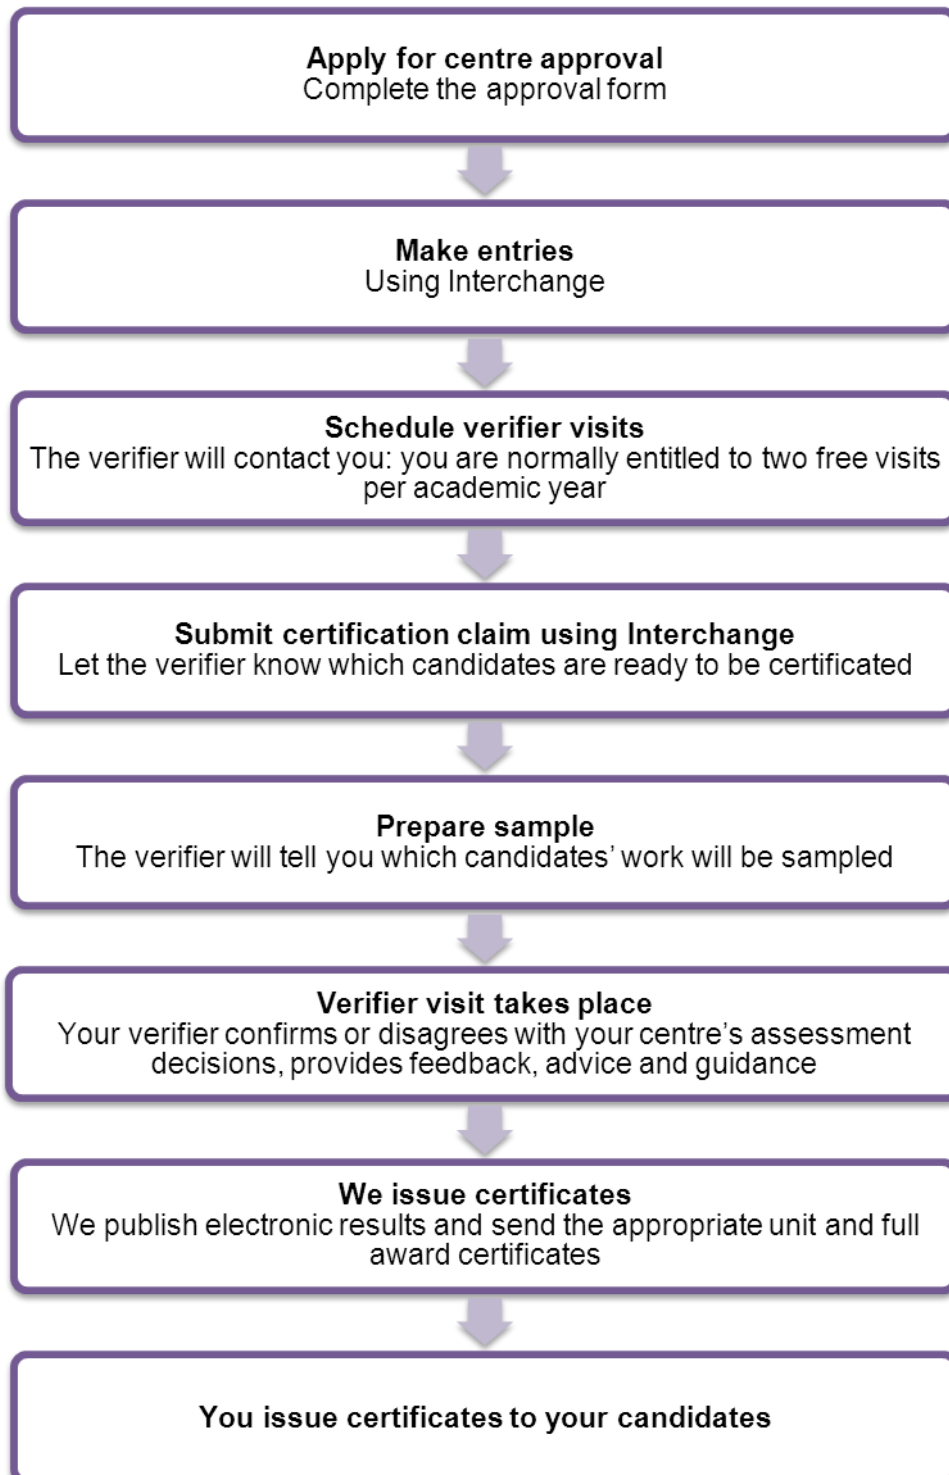 Apply for centre approval
Complete the approval form
Make entries
Using Interchange
Schedule verifier visits
The verifier will contact you: you are normally entitled to two free visits
per academic year
Submit certification claim using Interchange
Let the verifier know which candidates are ready to be certificated
Prepare sample
The verifier will tell you which candidates’ work will be sampled
Verifier visit takes place
Your verifier confirms or disagrees with your centre’s assessment
decisions, provides feedback, advice and guidance
We issue certificates
We publish electronic results and send the appropriate unit and full
award certificates
You issue certificates to your candidates